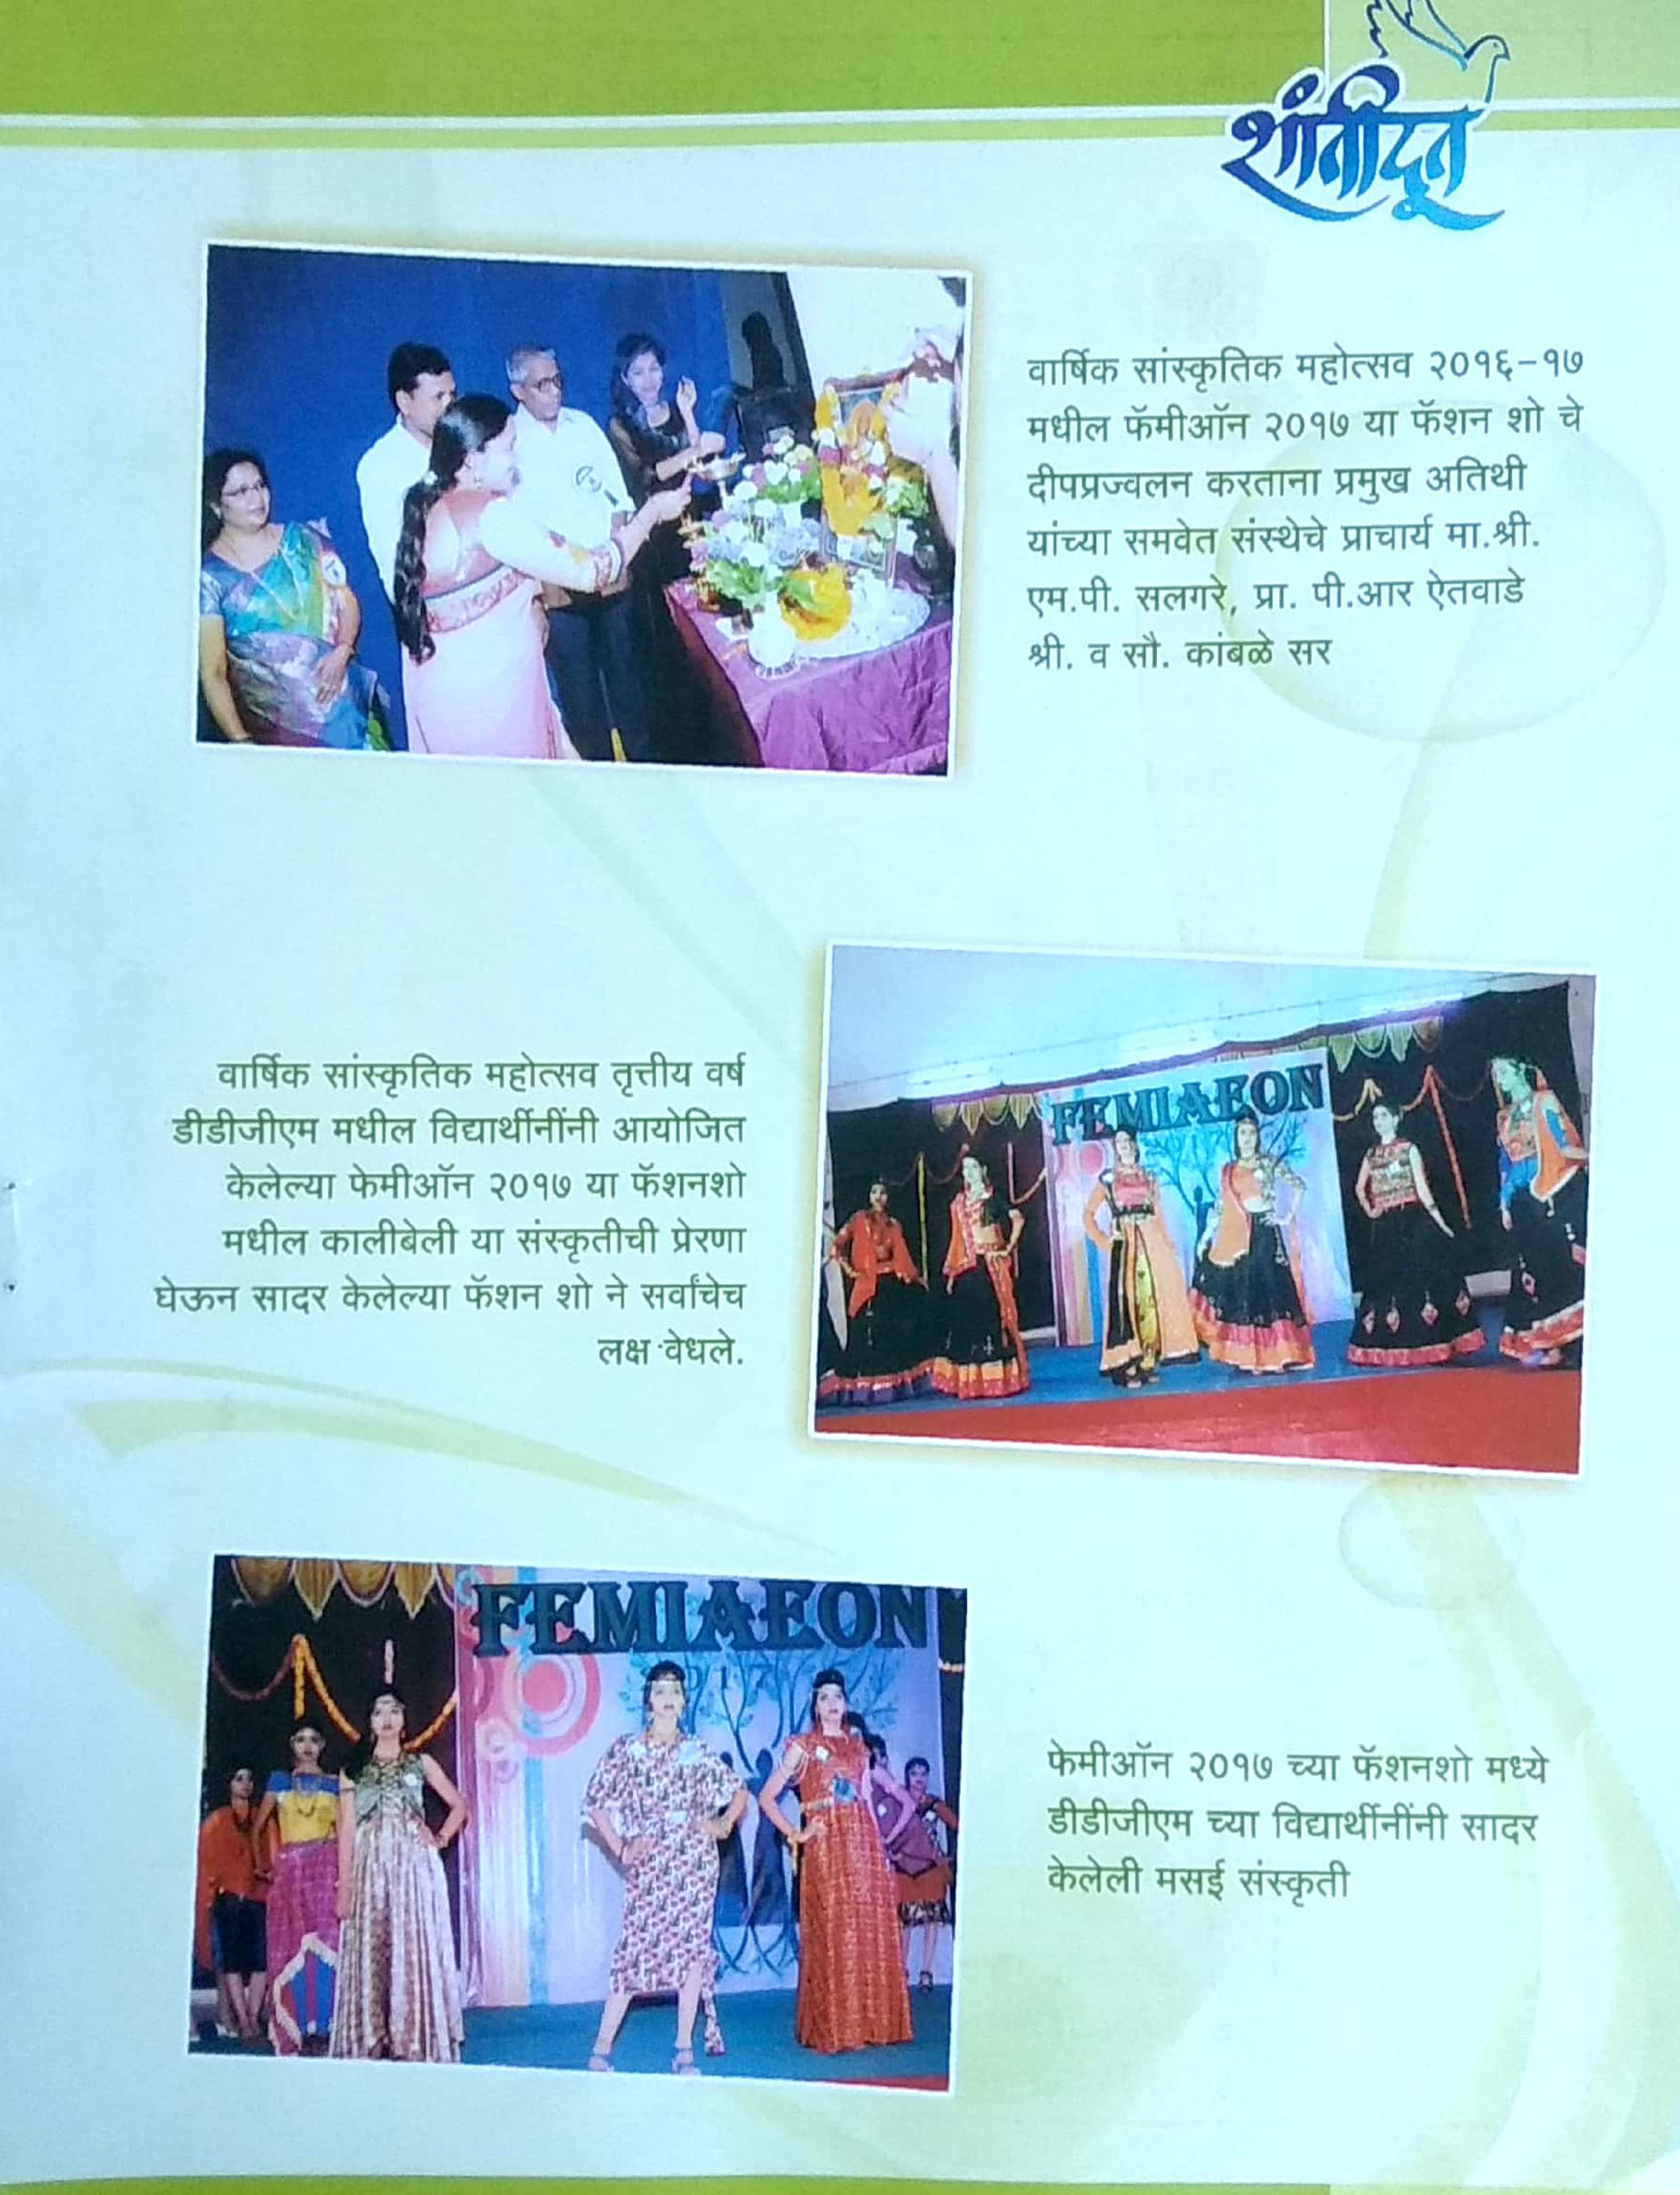 शांतीदूत
वार्षिक सांस्कृतिक महोत्सव २०१६-१७
मधील फॅमीऑन २०१७ या फॅशन शो चे
दीपप्रज्वलन करताना प्रमुख अतिथी
यांच्या समवेत संस्थेचे प्राचार्य मा.श्री.
एम.पी. सलगरे, प्रा. पी.आर ऐतवाडे
श्री. व सौ. कांबळे सर
वार्षिक सांस्कृतिक महोत्सव तृत्तीय वर्ष
डीडीजीएम मधील विद्यार्थीनींनी आयोजित
केलेल्या फेमीऑन २०१७ या फॅशनशो
मधील कालीबेली या संस्कृतीची प्रेरणा
घेऊन सादर केलेल्या फॅशन शो ने सर्वांचेच
लक्ष वेधले.
FEMIAEON
FEMIAEON
2017
फेमीऑन २०१७ च्या फॅशनशो मध्ये
डीडीजीएम च्या विद्यार्थीनींनी सादर
केलेली मसई संस्कृती